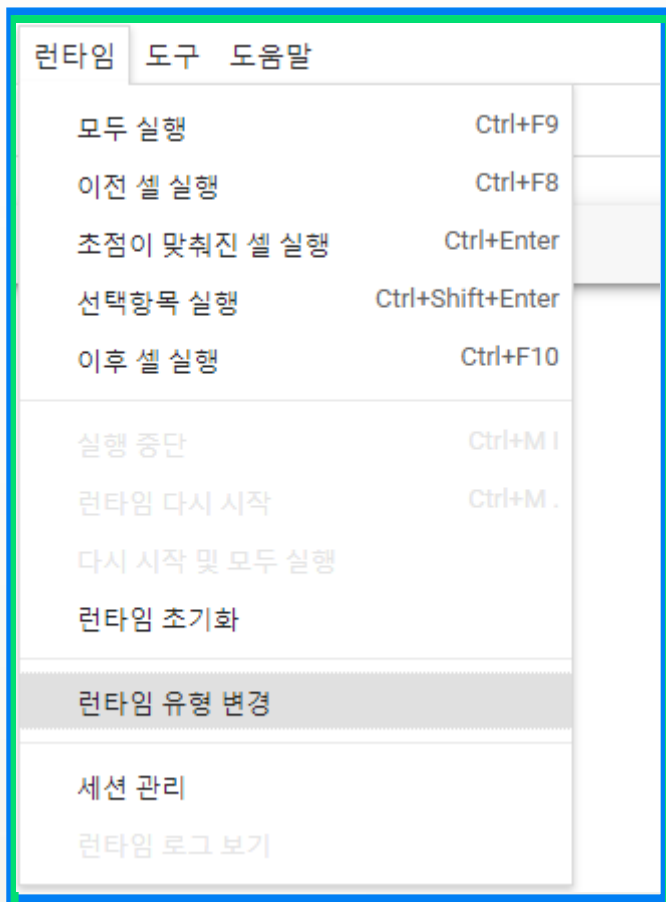 런타임 도구 도움말
모두 실행 Ctrl+F9
이전 셀 실행 Ctrl+F8
초점이 맞춰진 셀 실행 Ctrl+Enter
선택항목 실행 Ctrl+Shift+Enter
이후 셀 실행 Ctrl+F10
실행 중단 Ctrl+M I
런타임 다시 시작 Ctrl+M .
다시 시작 및 모두 실행
런타임 초기화
런타임 유형 변경
세션 관리
런타임 로그 보기